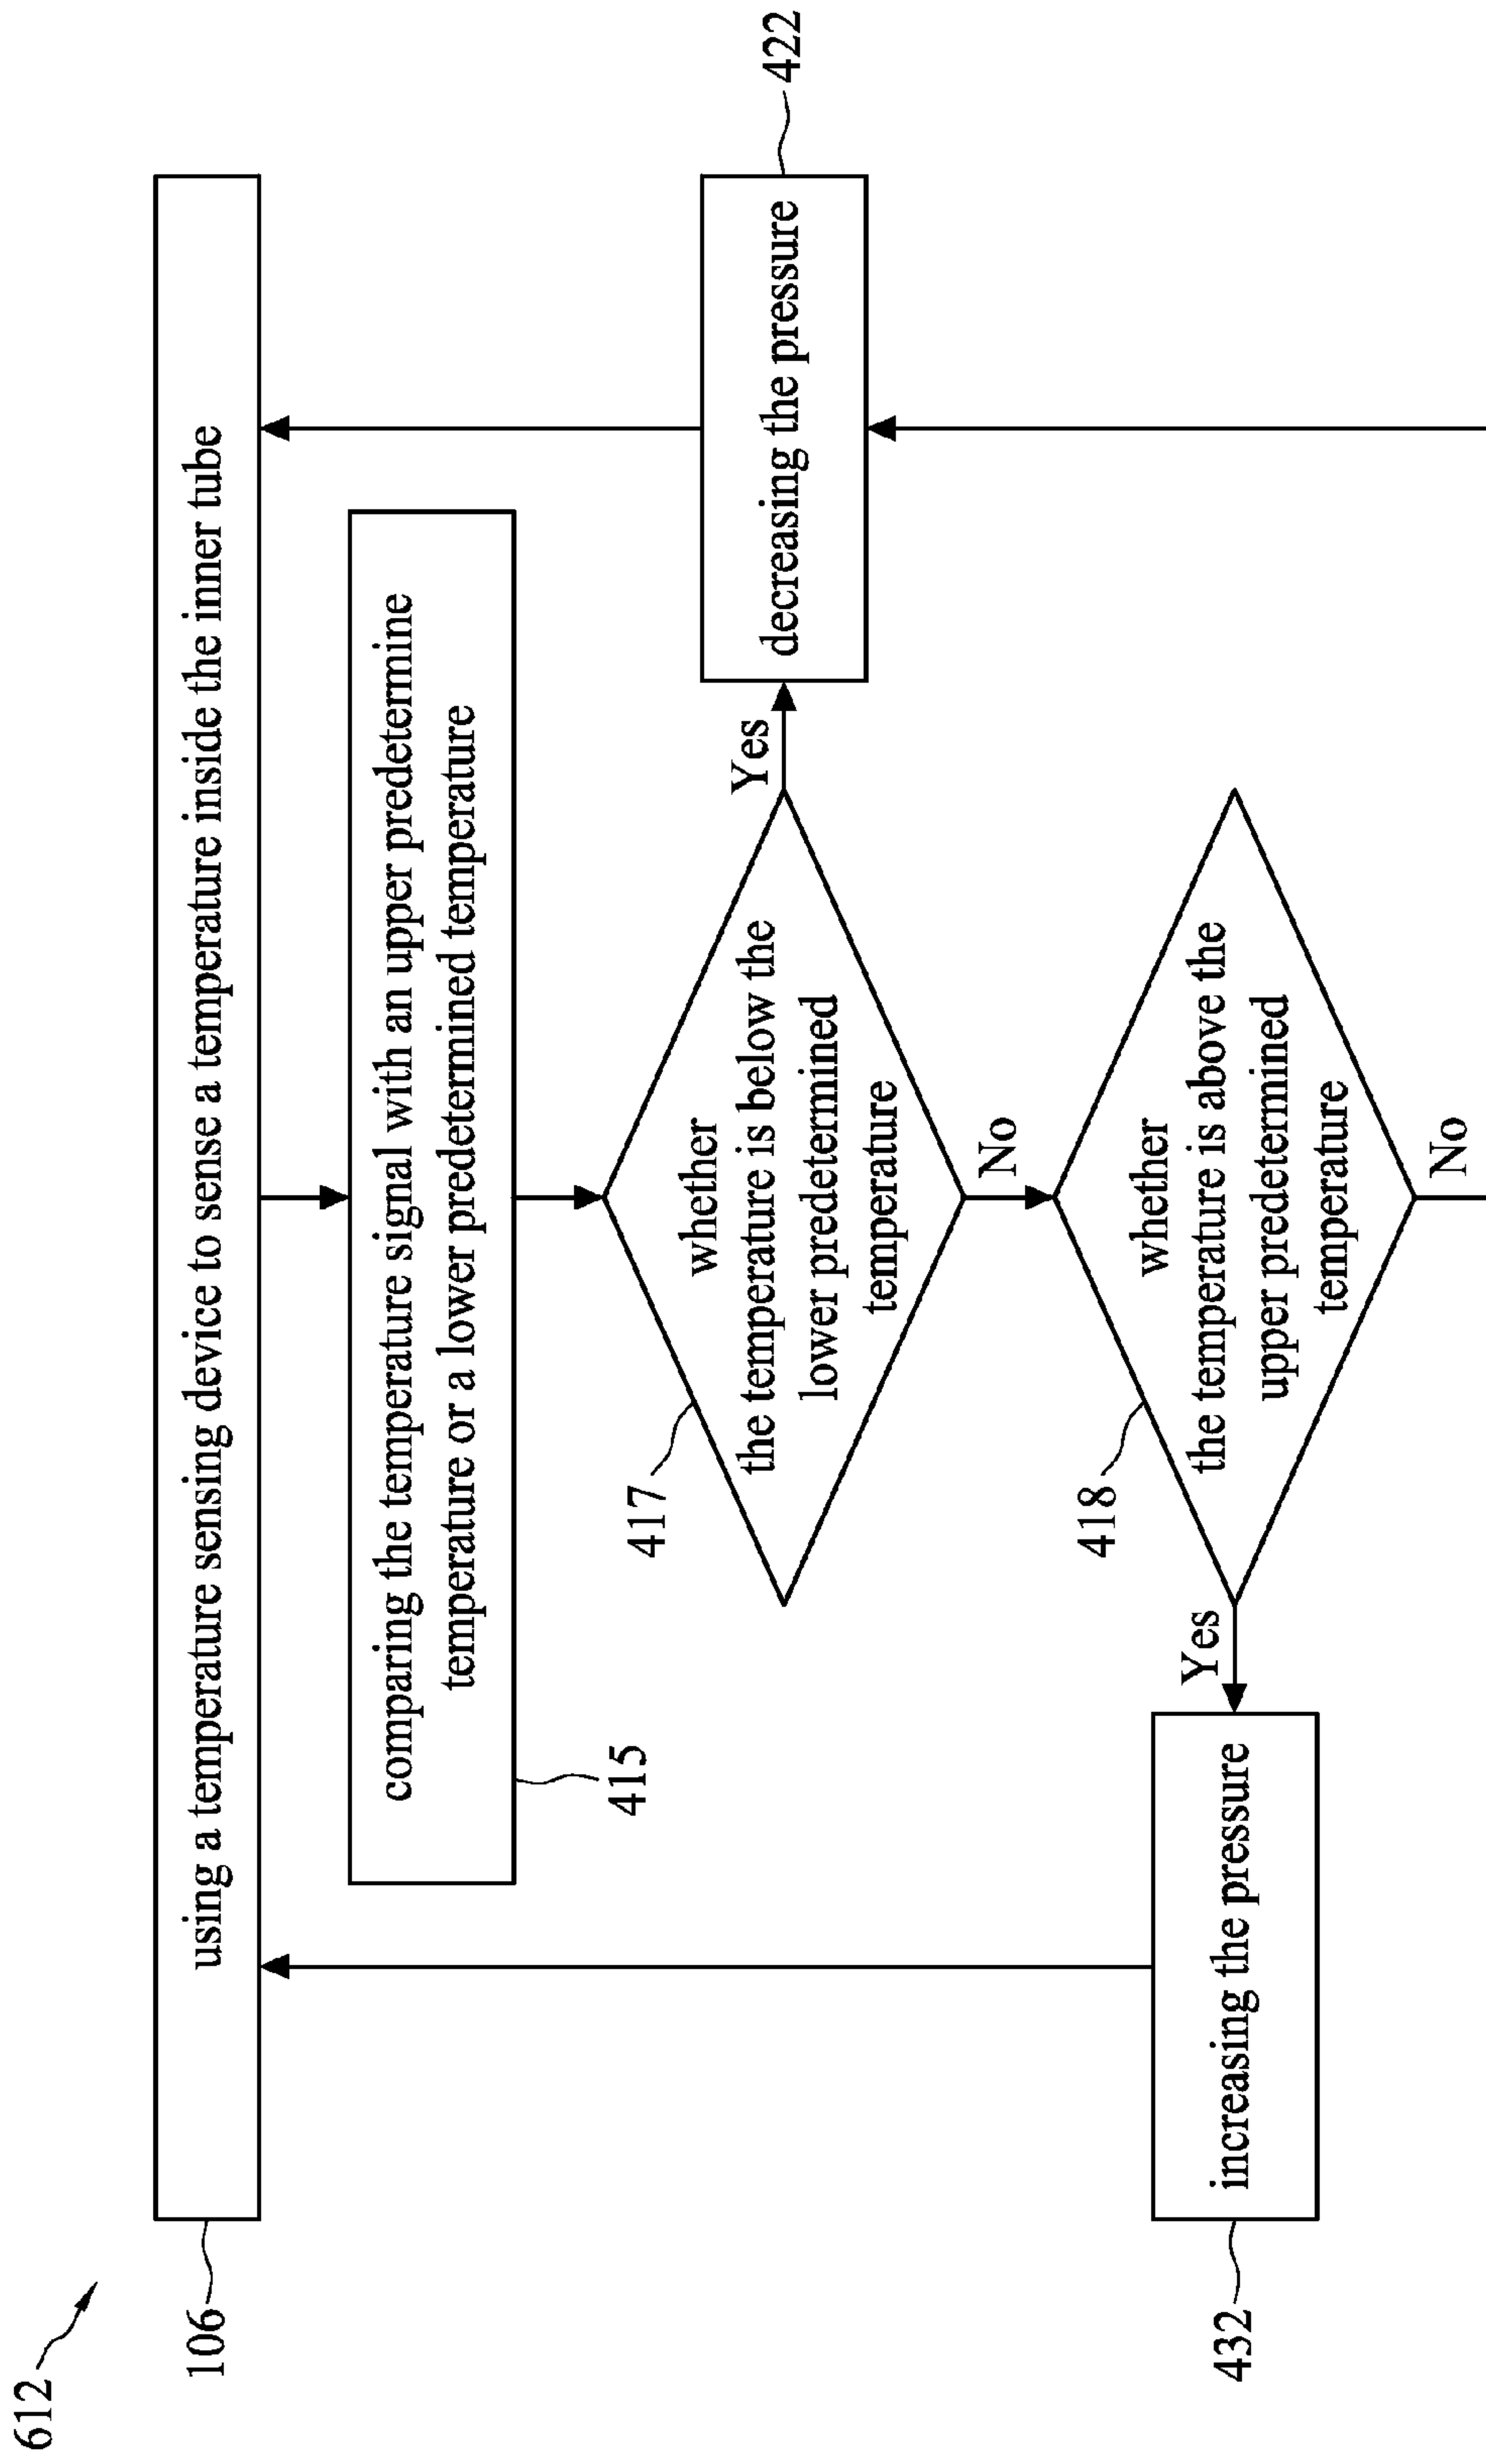 612
106
using a temperature sensing device to sense a temperature inside the inner tube
comparing the temperature signal with an upper predetermine
temperature or a lower predetermined temperature
415
417
whether
the temperature is below the
lower predetermined
temperature
Yes
decreasing the pressure
422
No
418
whether
the temperature is above the
upper predetermined
temperature
Yes
increasing the pressure
432
No